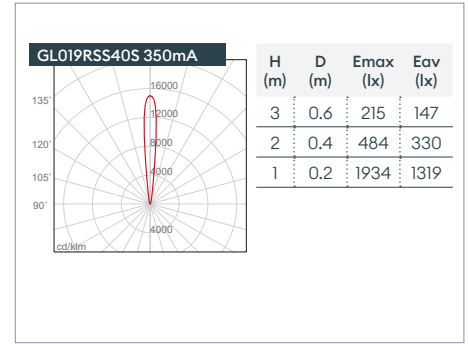 GL019RSS40S 350mA
16000
135°
12000
120°
8000
105°
4000
90°
4000
cd/klm
H D Emax Eav
(m) (m) (lx) (lx)
3 0.6 215 147
2 0.4 484 330
1 0.2 1934 1319